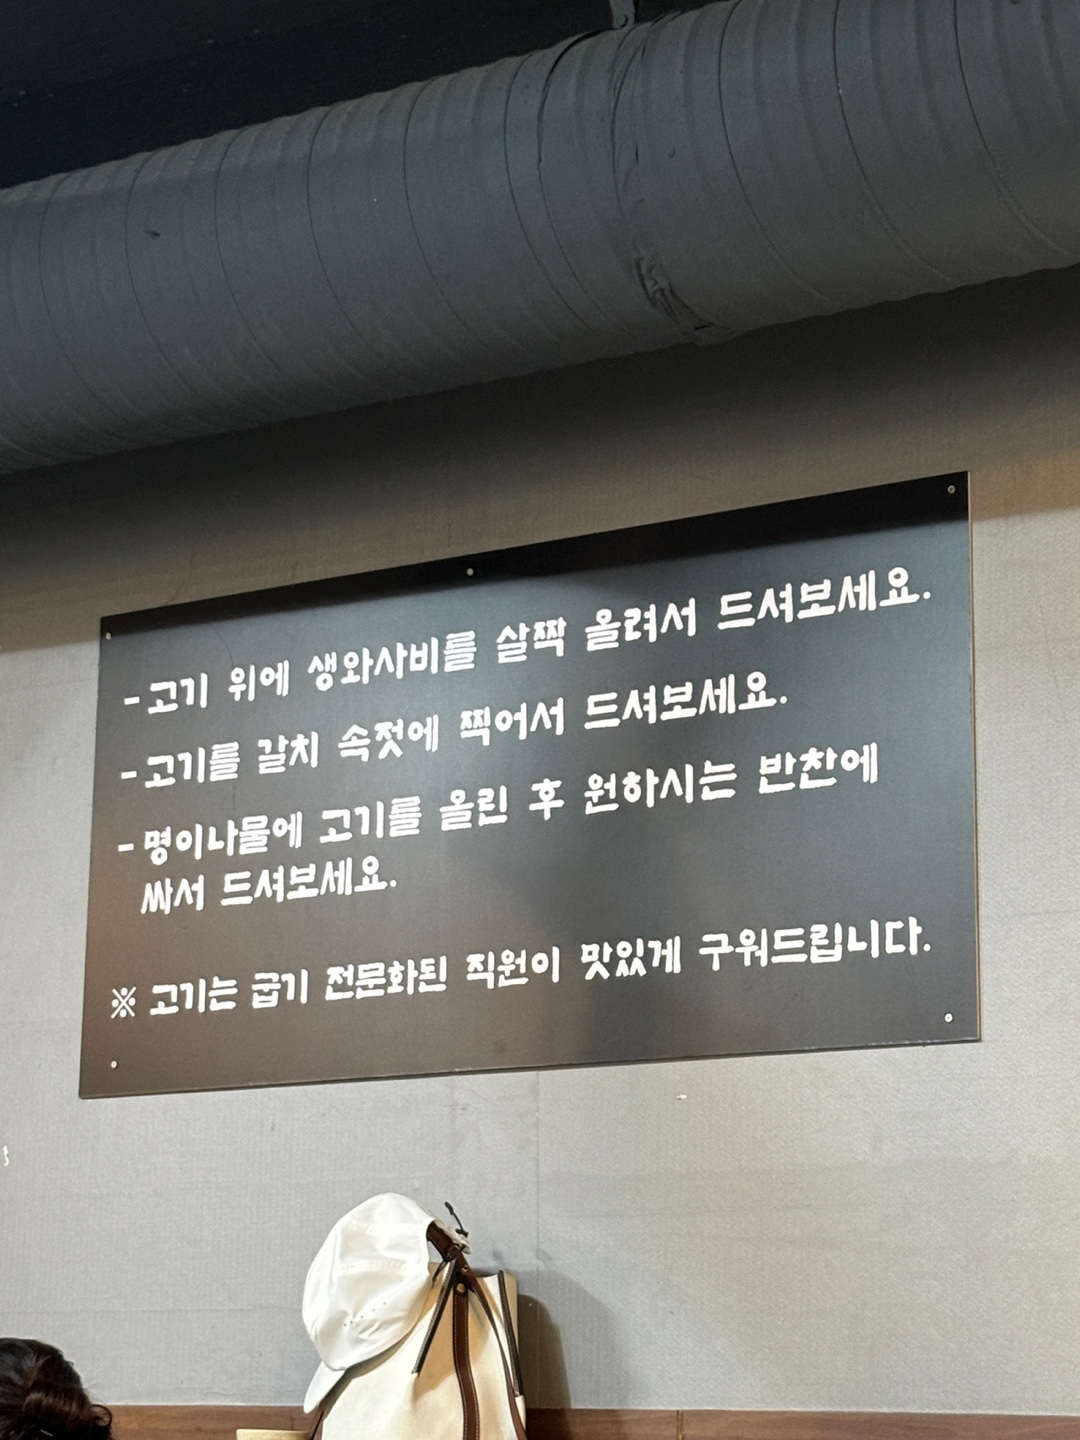 -고기 위에 생와사비를 살짝 올려서 드셔보세요.
-고기를 갈치 속젓에 찍어서 드셔보세요.
-명이나물에 고기를 올린 후 원하시는 반찬에
싸서 드셔보세요.
※ 고기는 굽기 전문화된 직원이 맛있게 구워드립니다.